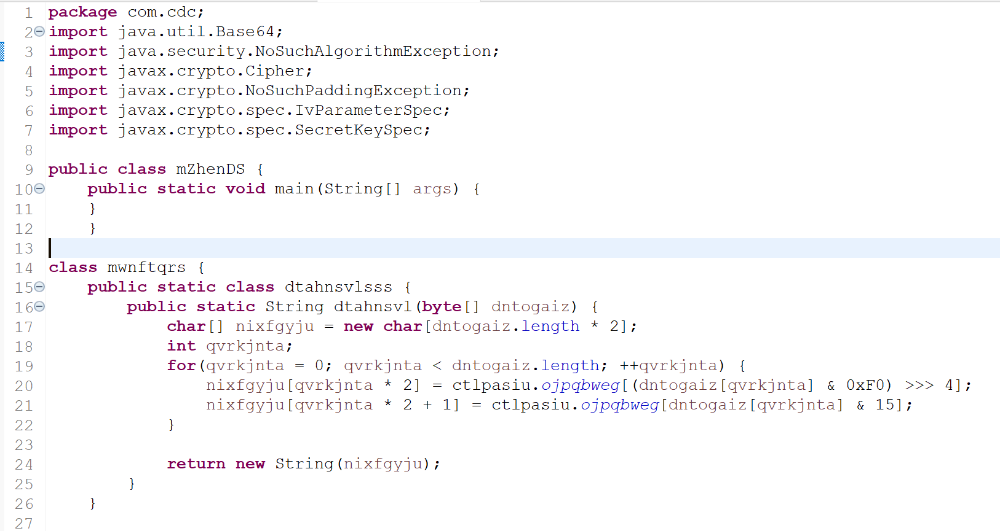 1 package com.cdc;
2 import java.util.Base64;
3 import java.security.NoSuchAlgorithmException;
4 import javax.crypto.Cipher;
5 import javax.crypto.NoSuchPaddingException;
6 import javax.crypto.spec.IvParameterSpec;
7 import javax.crypto.spec.SecretKeySpec;
8
9 public class mZhenDS {
10     public static void main(String[] args) {
11     }
12     }
13
14 class mwnftqrs {
15     public static class dtahnsvlsss {
16         public static String dtahnsvl(byte[] dntogaiz) {
17             char[] nixfgyju = new char[dntogaiz.length * 2];
18             int qvrkjnta;
19             for(qvrkjnta = 0; qvrkjnta < dntogaiz.length; ++qvrkjnta) {
20                 nixfgyju[qvrkjnta * 2] = ctlpasiu.ojpqbweg[(dntogaiz[qvrkjnta] & 0xF0) >>> 4];
21                 nixfgyju[qvrkjnta * 2 + 1] = ctlpasiu.ojpqbweg[dntogaiz[qvrkjnta] & 15];
22             }
23
24             return new String(nixfgyju);
25         }
26     }
27